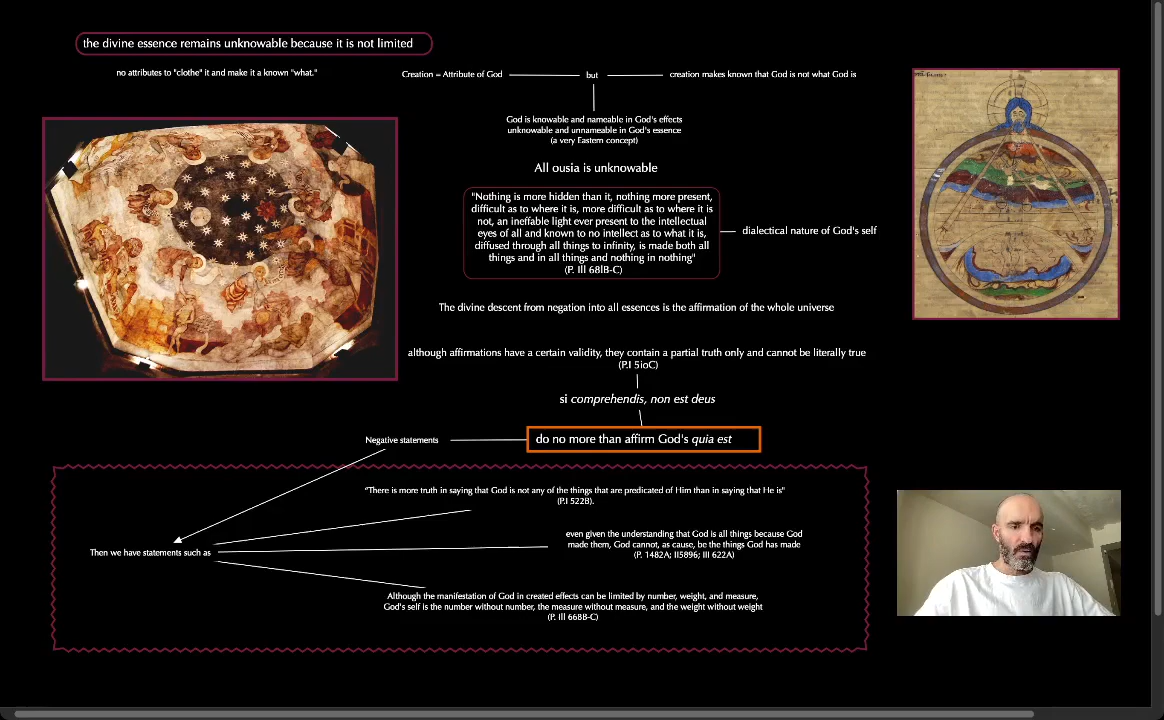 the divine essence remains unknowable because it is not limited
no attributes to "clothe" it and make it a known "what."
Creation = Attribute of God
but
creation makes known that God is not what God is
God is knowable and nameable in God's effects
unknowable and unnameable in God's essence
(a very Eastern concept)
All ousia is unknowable
"Nothing is more hidden than it, nothing more present,
difficult as to where it is, more difficult as to where it is
not, an ineffable light ever present to the intellectual
eyes of all and known to no intellect as to what it is,
diffused through all things to infinity, is made both all
things and in all things and nothing in nothing"
(P. Ill 68lB-C)
dialectical nature of God's self
The divine descent from negation into all essences is the affirmation of the whole universe
although affirmations have a certain validity, they contain a partial truth only and cannot be literally true
(P.I 5ioC)
si comprehendis, non est deus
Negative statements
do no more than affirm God's quia est
"There is more truth in saying that God is not any of the things that are predicated of Him than in saying that He is"
(P.I 522B).
Then we have statements such as
even given the understanding that God is all things because God
made them, God cannot, as cause, be the things God has made
(P. 1482A; II5896; Ill 622A)
Although the manifestation of God in created effects can be limited by number, weight, and measure,
God's self is the number without number, the measure without measure, and the weight without weight
(P. Ill 668B-C)